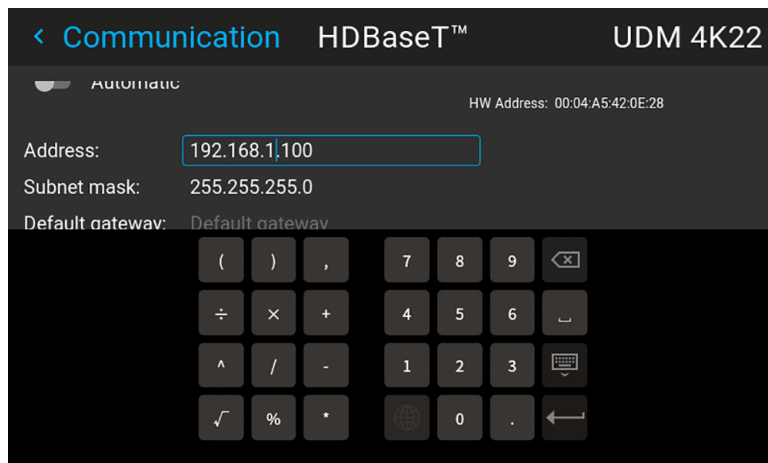 ‹ Communication HDBaseT™ UDM 4K22
Automatic
HW Address: 00:04:A5:42:0E:28
Address: 192.168.1.100
Subnet mask: 255.255.255.0
Default gateway: Default gateway
( ) , 7 8 9
÷ × + 4 5 6
^ / - 1 2 3
√ % * 0 .